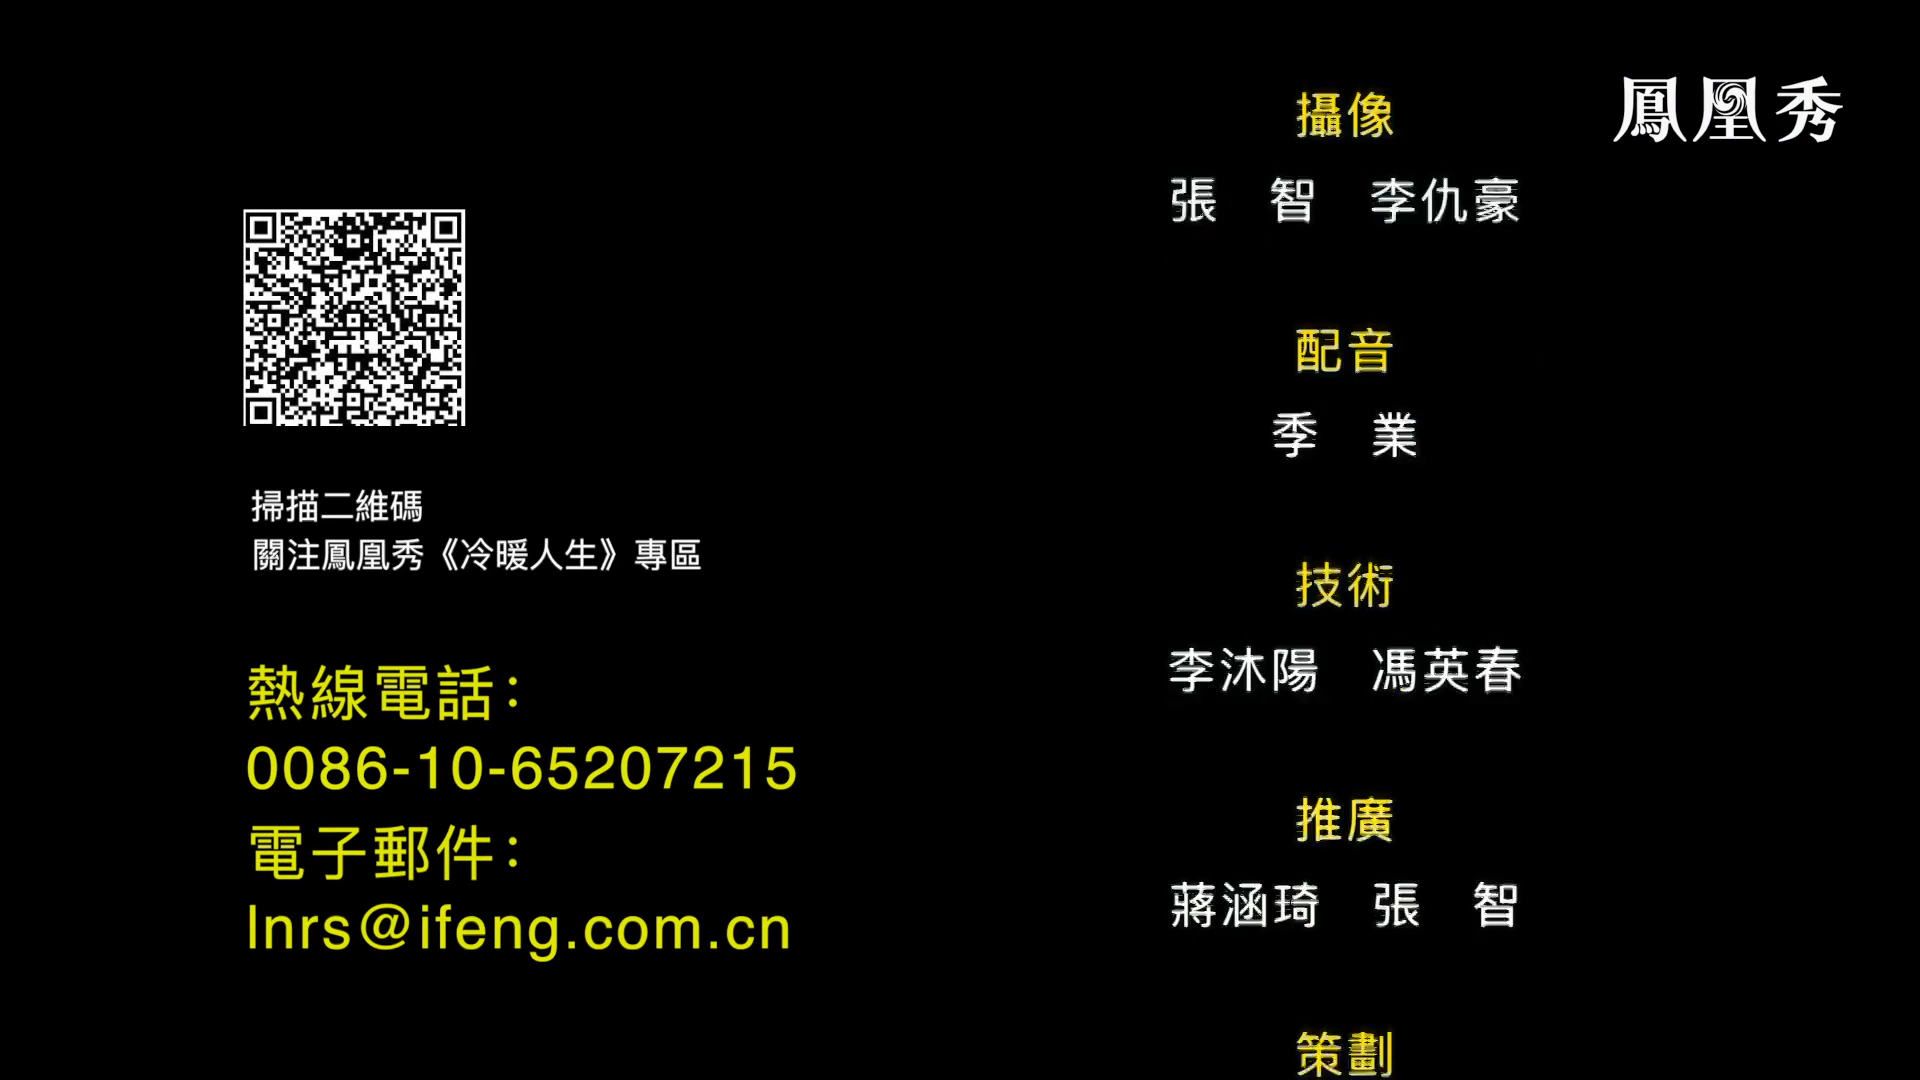 鳳凰秀
掃描二維碼
關注鳳凰秀《冷暖人生》專區
熱線電話:
0086-10-65207215
電子郵件:
lnrs@ifeng.com.cn
攝像
張　智　李仇豪
配音
季　業
技術
李沐陽　馮英春
推廣
蔣涵琦　張　智
策劃